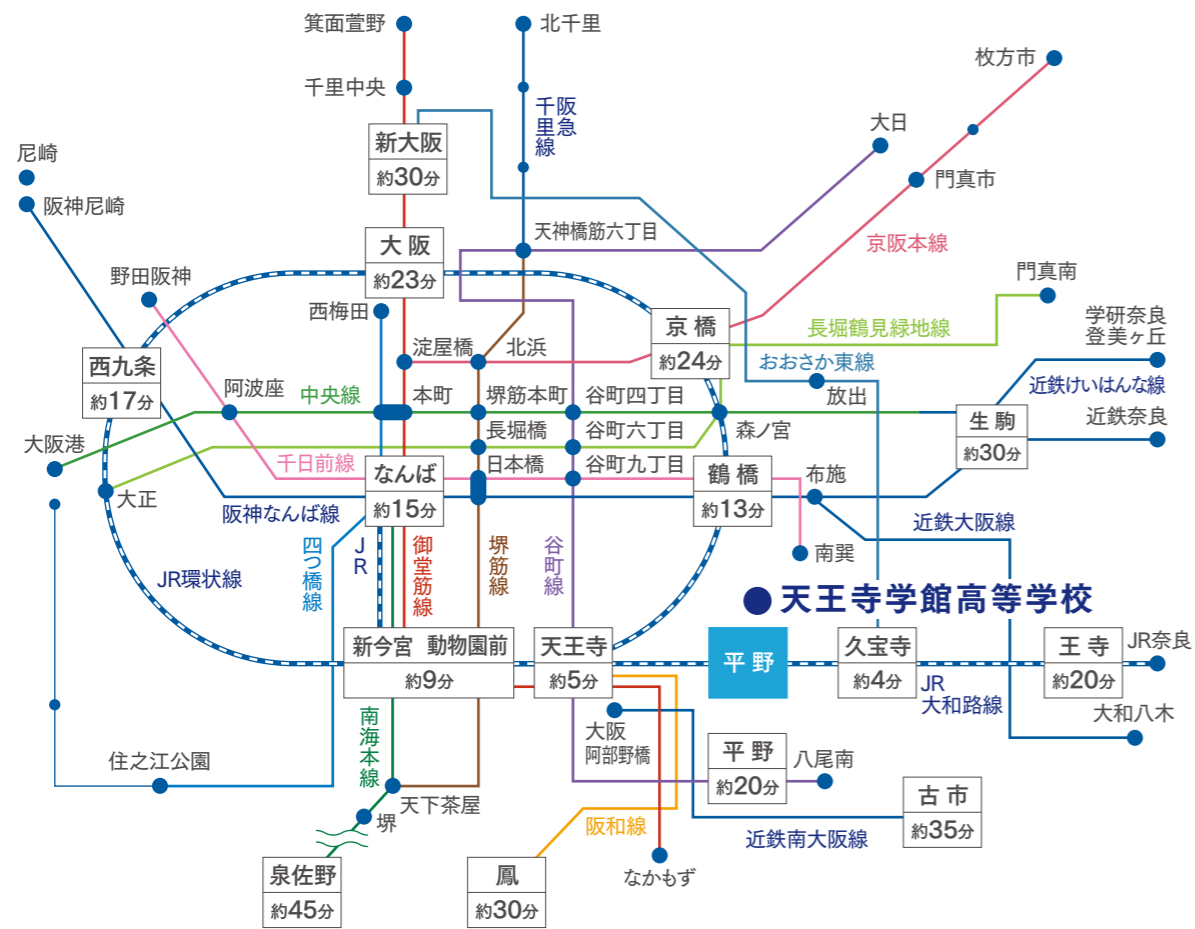 箕面萱野
北千里
枚方市
千里中央
阪急
千里線
大日
新大阪
約30分
尼崎
門真市
阪神尼崎
天神橋筋六丁目
京阪本線
大阪
約23分
野田阪神
門真南
西梅田
京橋
約24分
長堀鶴見緑地線
学研奈良
登美ヶ丘
西九条
約17分
淀屋橋
北浜
おおさか東線
近鉄けいはんな線
阿波座
中央線
本町
堺筋本町
谷町四丁目
放出
生駒
約30分
近鉄奈良
大阪港
長堀橋
谷町六丁目
森ノ宮
千日前線
なんば
約15分
日本橋
谷町九丁目
鶴橋
約13分
布施
大正
阪神なんば線
近鉄大阪線
四つ橋線
JR
御堂筋線
堺筋線
谷町線
南巽
JR環状線
天王寺学館高等学校
新今宮 動物園前
約9分
天王寺
約5分
平野
久宝寺
約4分
JR
大和路線
王寺
約20分
JR奈良
南海本線
大阪
阿部野橋
大和八木
住之江公園
平野
約20分
八尾南
天下茶屋
古市
約35分
堺
阪和線
近鉄南大阪線
泉佐野
約45分
鳳
約30分
なかもず